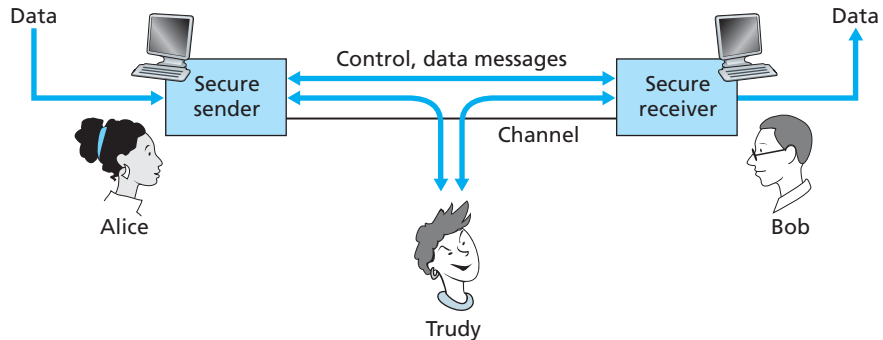 Data
Data
Control, data messages
Secure
sender
Secure
receiver
Channel
Alice
Bob
Trudy